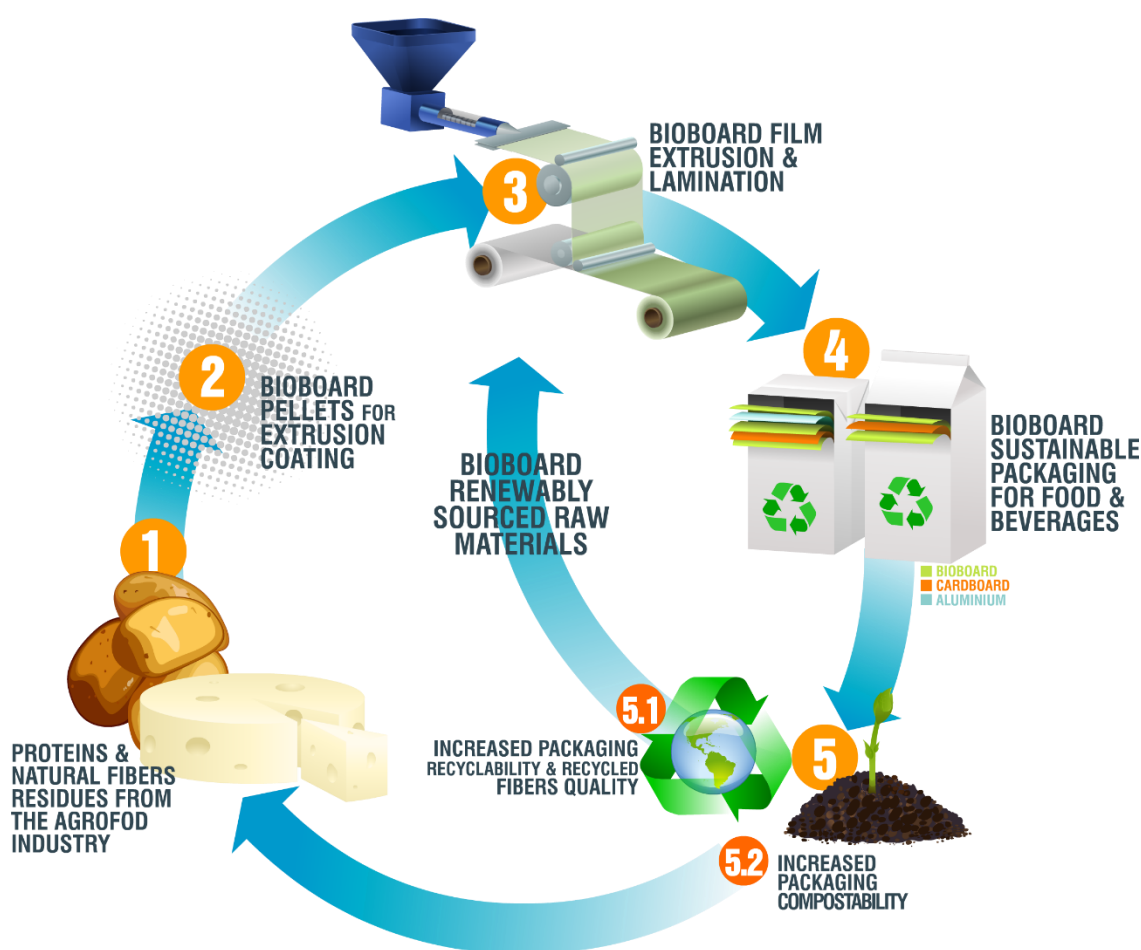 1
PROTEINS &
NATURAL FIBERS
RESIDUES FROM
THE AGROFOD
INDUSTRY
2
BIOBOARD
PELLETS FOR
EXTRUSION
COATING
3
BIOBOARD FILM
EXTRUSION &
LAMINATION
4
BIOBOARD
SUSTAINABLE
PACKAGING
FOR FOOD &
BEVERAGES
BIOBOARD
CARDBOARD
ALUMINIUM
5
5.1
INCREASED PACKAGING
RECYCLABILITY & RECYCLED
FIBERS QUALITY
BIOBOARD
RENEWABLY
SOURCED RAW
MATERIALS
5.2
INCREASED
PACKAGING
COMPOSTABILITY